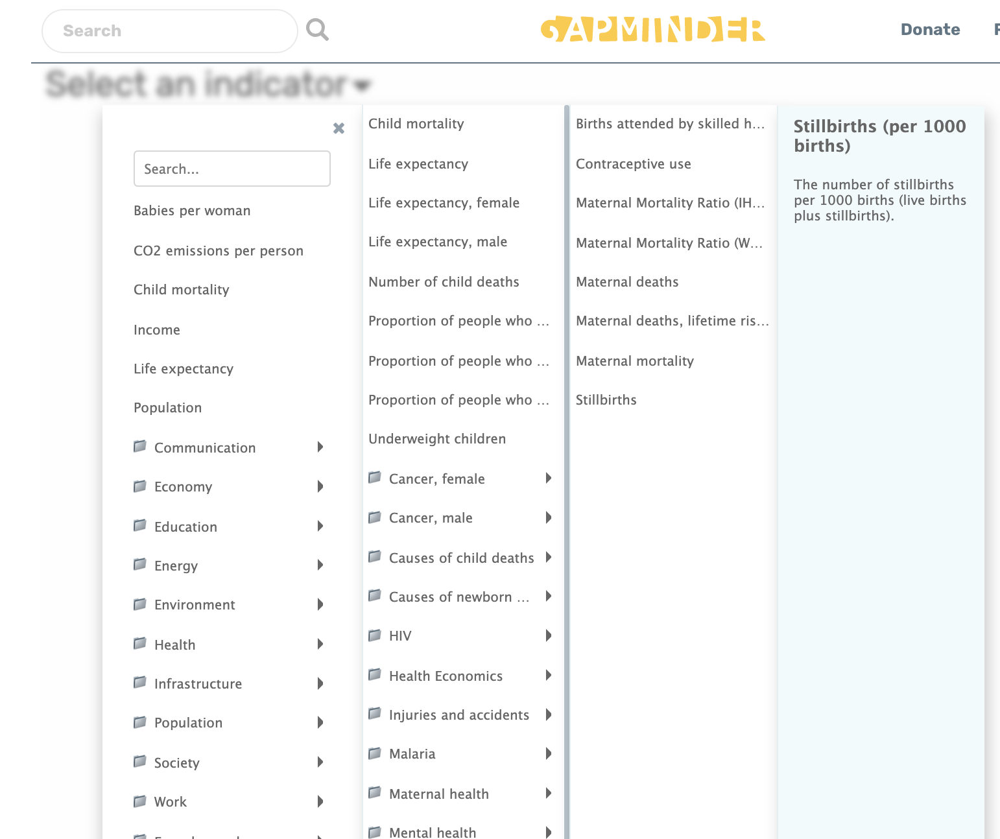 Search
GAPMINDER
Donate
Select an indicator
Search...
Babies per woman
CO2 emissions per person
Child mortality
Income
Life expectancy
Population
Communication
Economy
Education
Energy
Environment
Health
Infrastructure
Population
Society
Work
Child mortality
Life expectancy
Life expectancy, female
Life expectancy, male
Number of child deaths
Proportion of people who ...
Proportion of people who ...
Proportion of people who ...
Underweight children
Cancer, female
Cancer, male
Causes of child deaths
Causes of newborn ...
HIV
Health Economics
Injuries and accidents
Malaria
Maternal health
Mental health
Births attended by skilled h...
Contraceptive use
Maternal Mortality Ratio (IH...
Maternal Mortality Ratio (W...
Maternal deaths
Maternal deaths, lifetime ris...
Maternal mortality
Stillbirths
Stillbirths (per 1000
births)
The number of stillbirths
per 1000 births (live births
plus stillbirths).